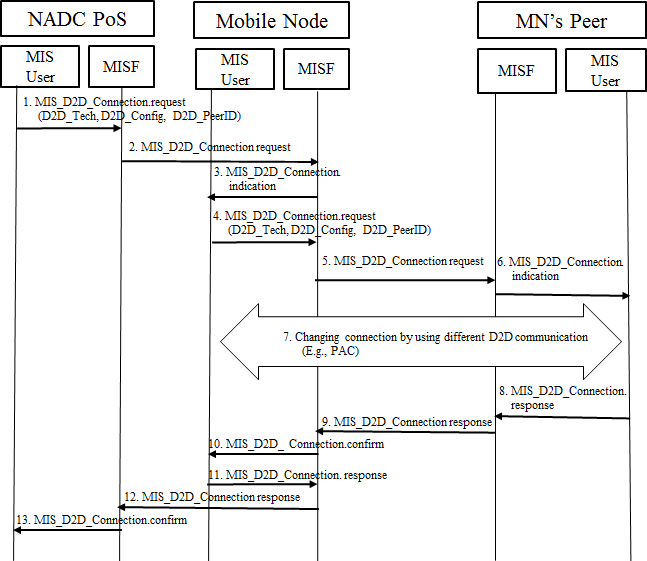 NADC PoS
Mobile Node
MN's Peer
MIS
User
MISF
MIS
User
MISF
MISF
MIS
User
1. MIS_D2D_Connection.request
(D2D_Tech, D2D_Config, D2D_PeerID)
2. MIS_D2D_Connection request
3. MIS_D2D_Connection.
indication
4. MIS_D2D_Connection.request
(D2D_Tech, D2D_Config, D2D_PeerID)
5. MIS_D2D_Connection request
6. MIS_D2D_Connection.
indication
7. Changing connection by using different D2D communication
(E.g., PAC)
8. MIS_D2D_Connection.
response
9. MIS_D2D_Connection response
10. MIS_D2D_ Connection.confirm
11. MIS_D2D_Connection. response
12. MIS_D2D_Connection response
13. MIS_D2D_Connection.confirm